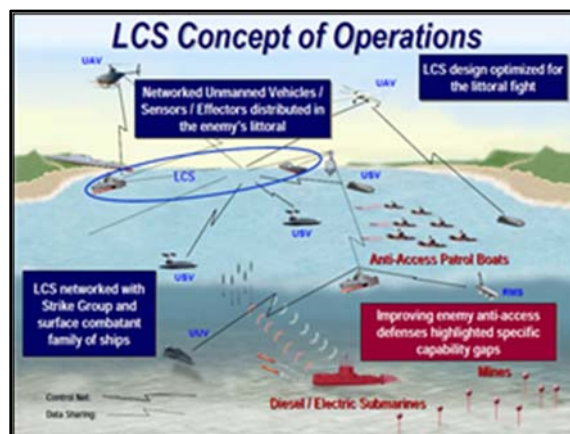 LCS Concept of Operations
UAV
Networked Unmanned Vehicles /
Sensors / Effectors distributed in
the enemy's littoral
UAV
LCS design optimized for
the littoral fight
LCS
USV
USV
Anti-Access Patrol Boats
USV
LCS networked with
Strike Group and
surface combatant
family of ships
RMS
UUV
Improving enemy anti-access
defenses highlighted specific
capability gaps
Mines
Control Net:
Data Sharing:
Diesel / Electric Submarines